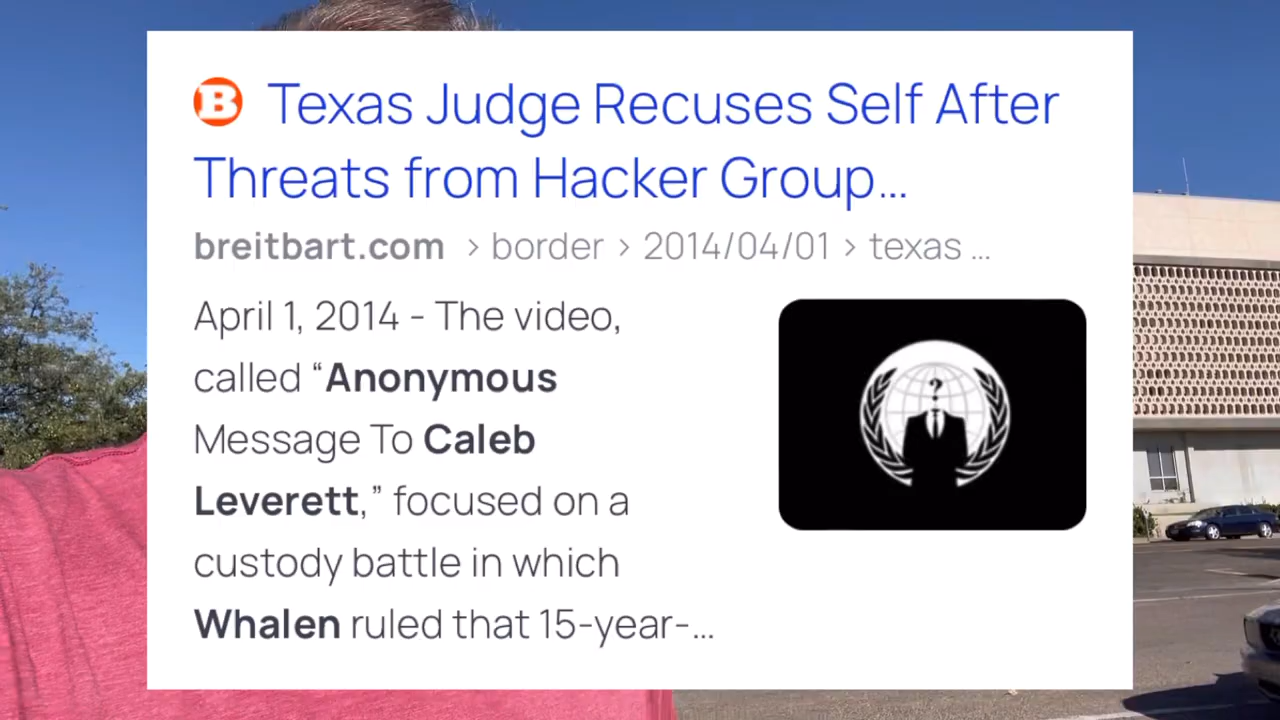 B Texas Judge Recuses Self After
Threats from Hacker Group...
breitbart.com > border > 2014/04/01 > texas ...
April 1, 2014 - The video,
called “Anonymous
Message To Caleb
Leverett,” focused on a
custody battle in which
Whalen ruled that 15-year-...
?